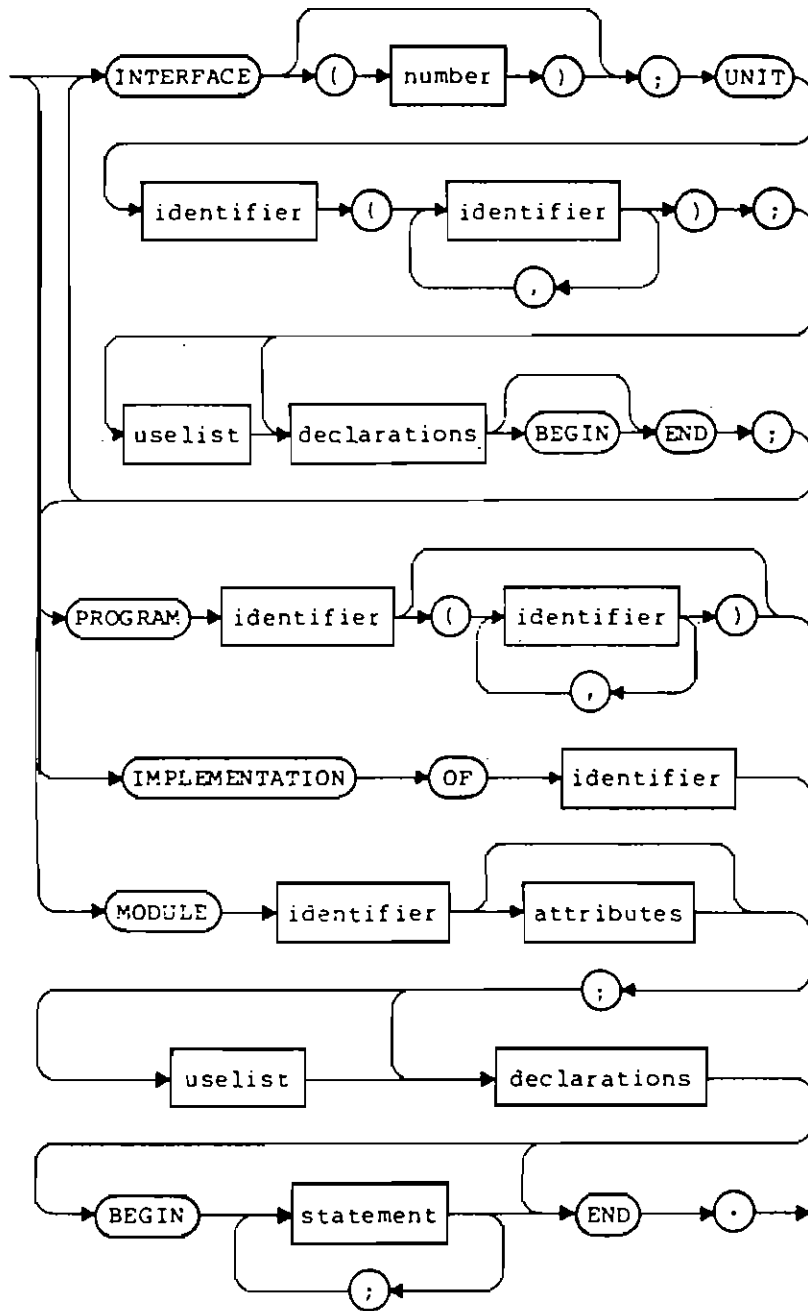 INTERFACE ( number ) ; UNIT
identifier ( identifier ) ;
,
uselist declarations BEGIN END ;
PROGRAM identifier ( identifier )
,
IMPLEMENTATION OF identifier
MODULE identifier attributes
;
uselist declarations
BEGIN statement END .
;